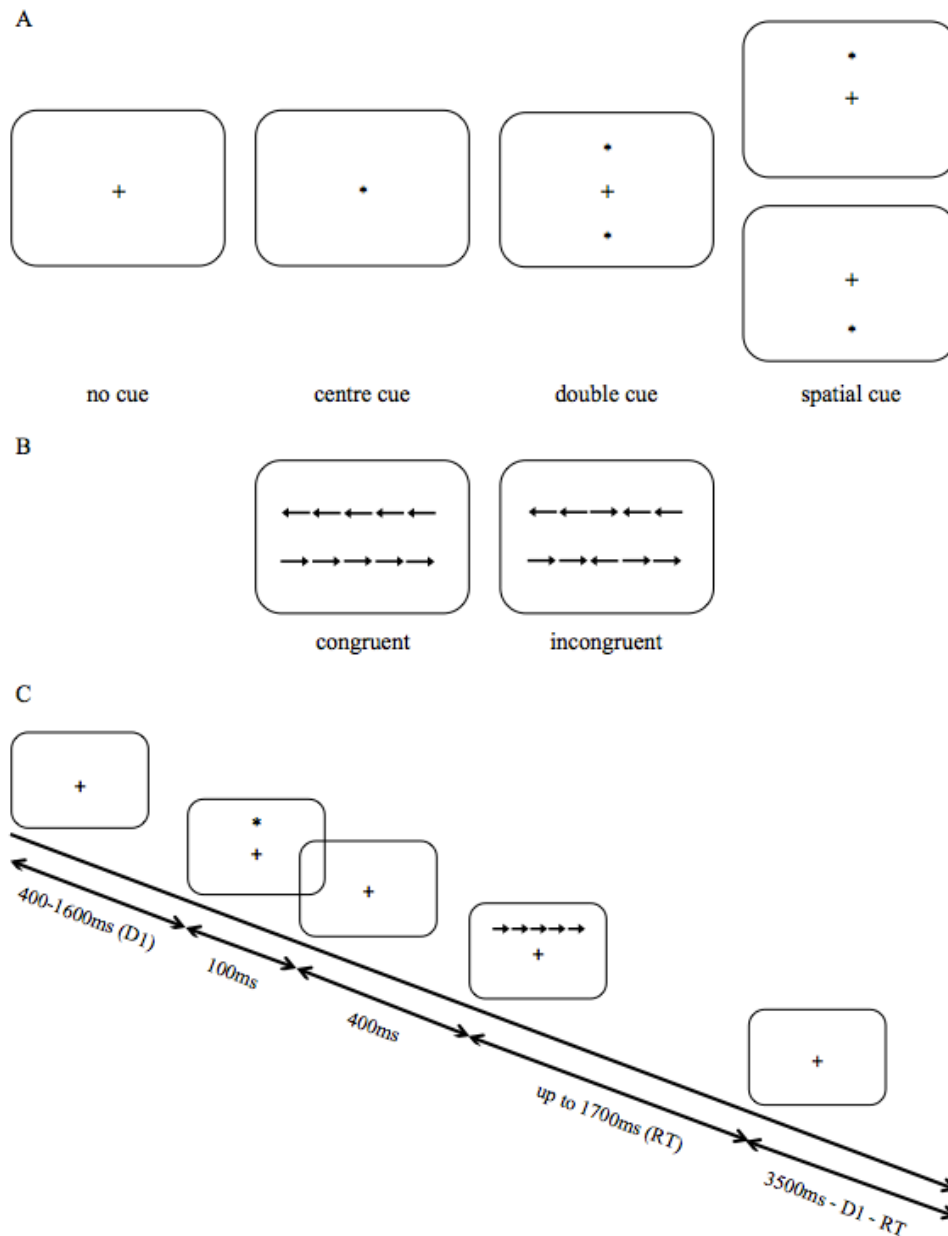 A
no cue
centre cue
double cue
spatial cue
B
congruent
incongruent
C
400-1600ms (D1)
100ms
400ms
up to 1700ms (RT)
3500ms - D1 - RT